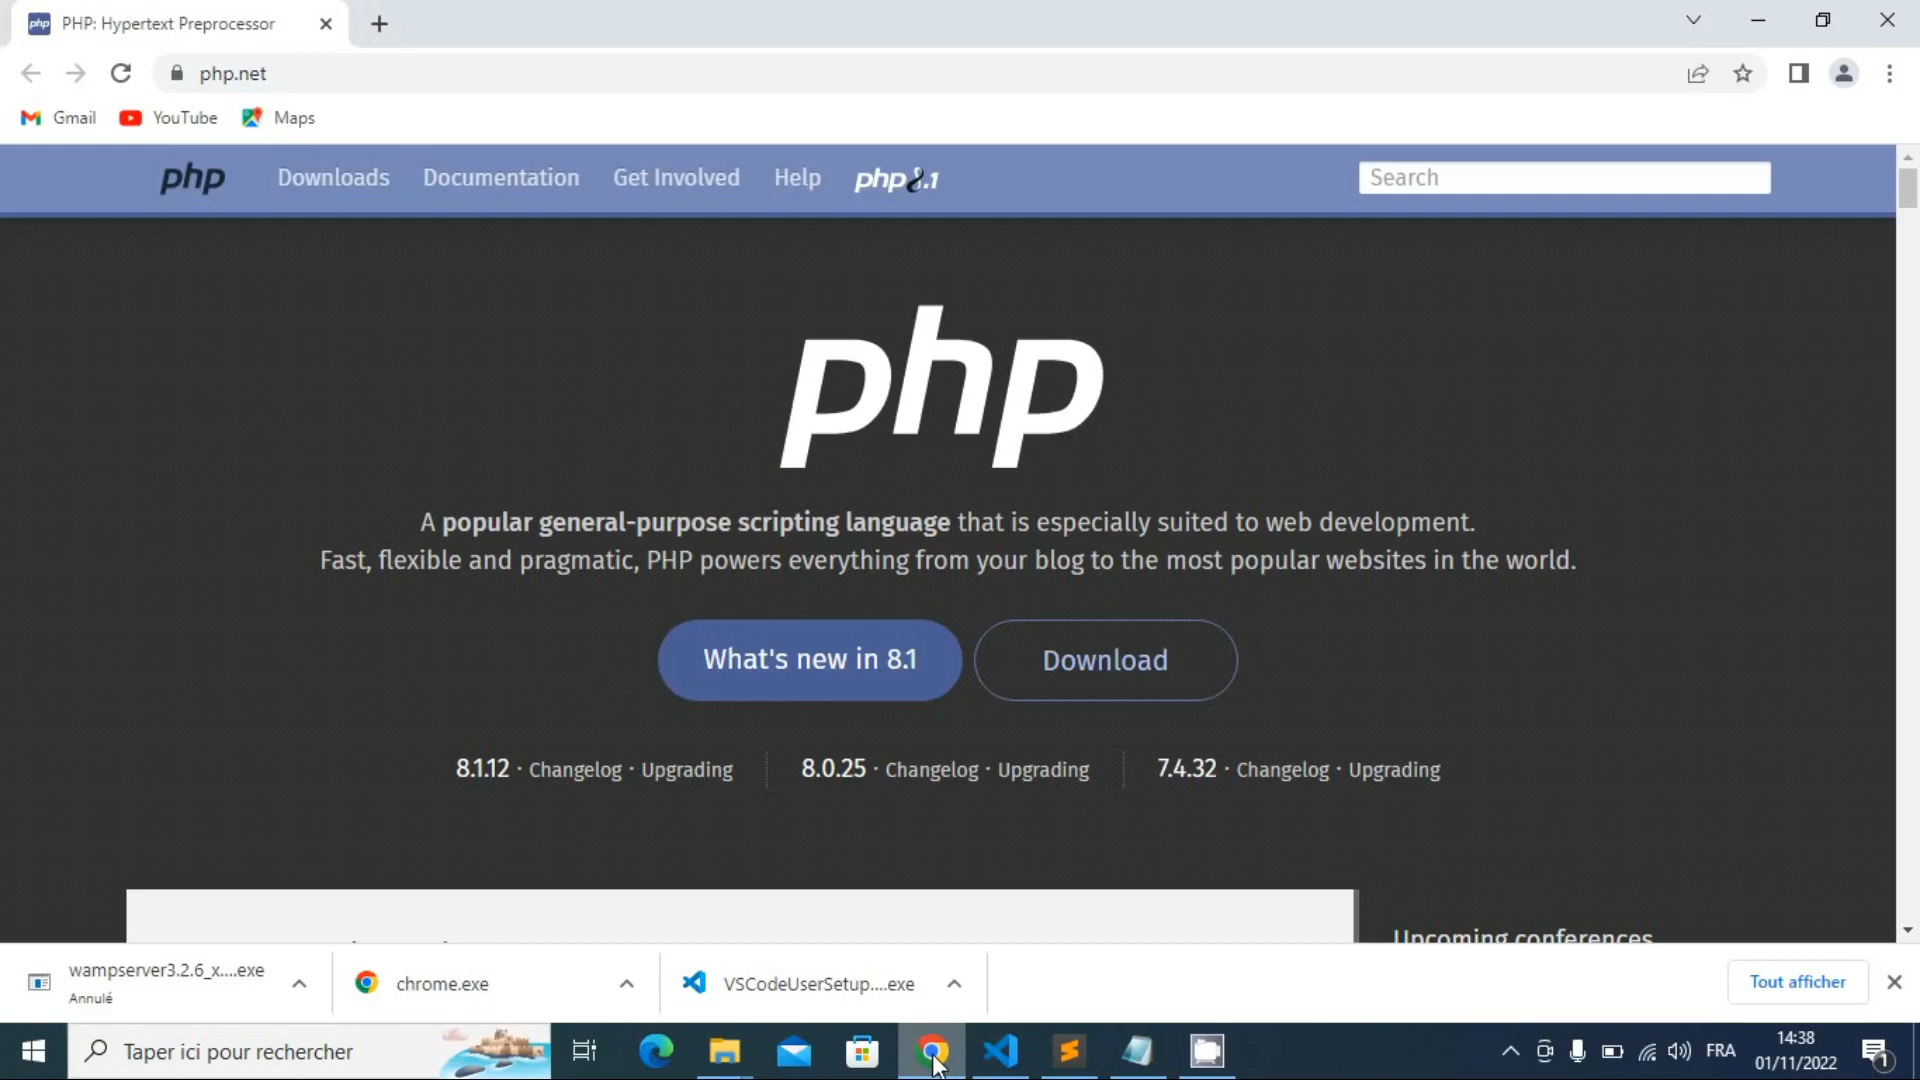 PHP: Hypertext Preprocessor
php.net
Gmail YouTube Maps
php Downloads Documentation Get Involved Help php8.1 Search
php
A popular general-purpose scripting language that is especially suited to web development.
Fast, flexible and pragmatic, PHP powers everything from your blog to the most popular websites in the world.
What's new in 8.1 Download
8.1.12 · Changelog · Upgrading 8.0.25 · Changelog · Upgrading 7.4.32 · Changelog · Upgrading
Upcoming conferences
wampserver3.2.6_x....exe
Annulé
chrome.exe
VSCodeUserSetup....exe
Tout afficher
Taper ici pour rechercher
FRA
14:38
01/11/2022
1